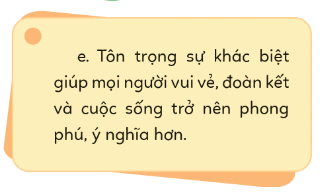 e. Tôn trọng sự khác biệt
giúp mọi người vui vẻ, đoàn kết
và cuộc sống trở nên phong
phú, ý nghĩa hơn.